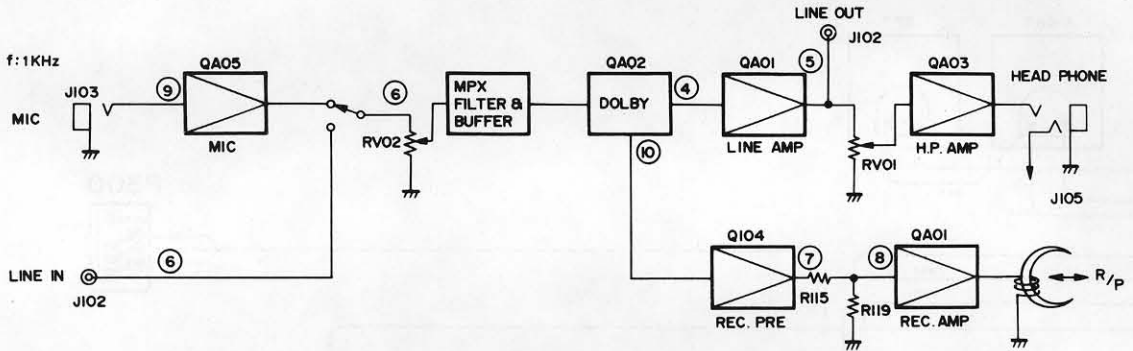 f:1KHz
MIC
J103
⑨
QA05
MIC
⑥
RV02
MPX
FILTER &
BUFFER
QA02
DOLBY
④
⑩
QA01
LINE AMP
⑤
LINE OUT
J102
RV01
QA03
H.P. AMP
HEAD PHONE
J105
LINE IN
J102
⑥
Q104
REC. PRE
⑦
R115
R119
⑧
QA01
REC. AMP
R/P